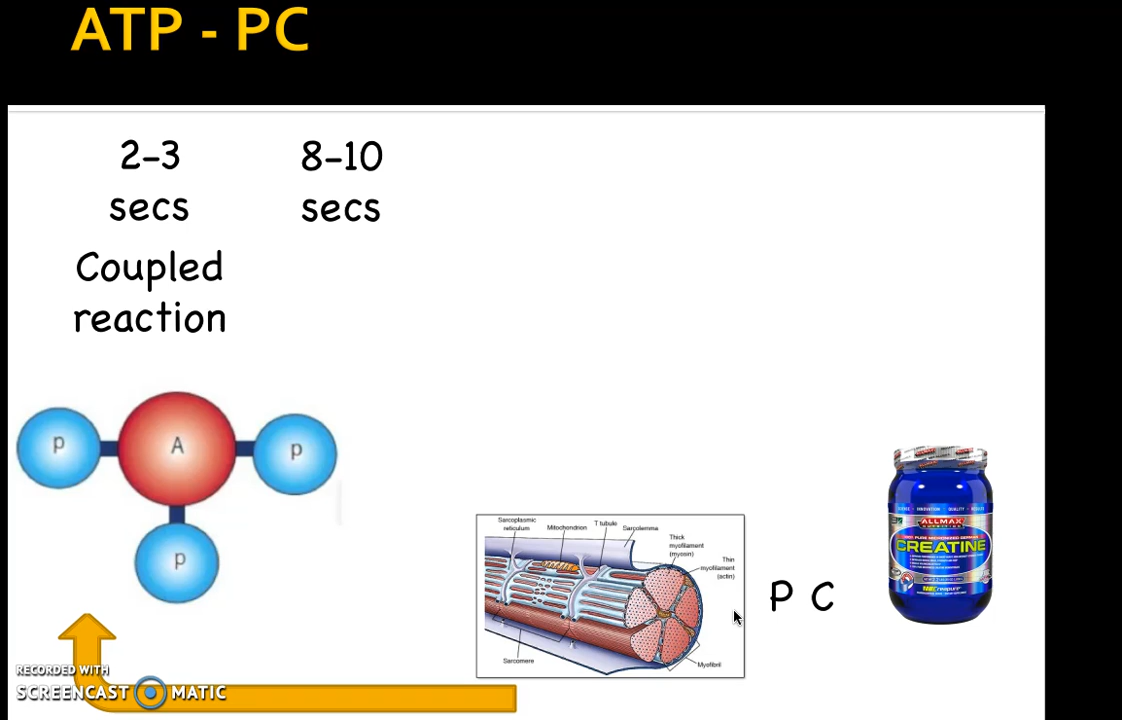 ATP - PC
2-3
secs
8-10
secs
Coupled
reaction
P
A
P
P
Sarcoplasmic
reticulum
Mitochondrion
T tubule
Sarcolemma
Thick
myofilament
(myosin)
Thin
myofilament
(actin)
Sarcomere
Myofibril
P C
ALLMAX
NUTRITION
CREATINE
RECORDED WITH
SCREENCAST MATIC